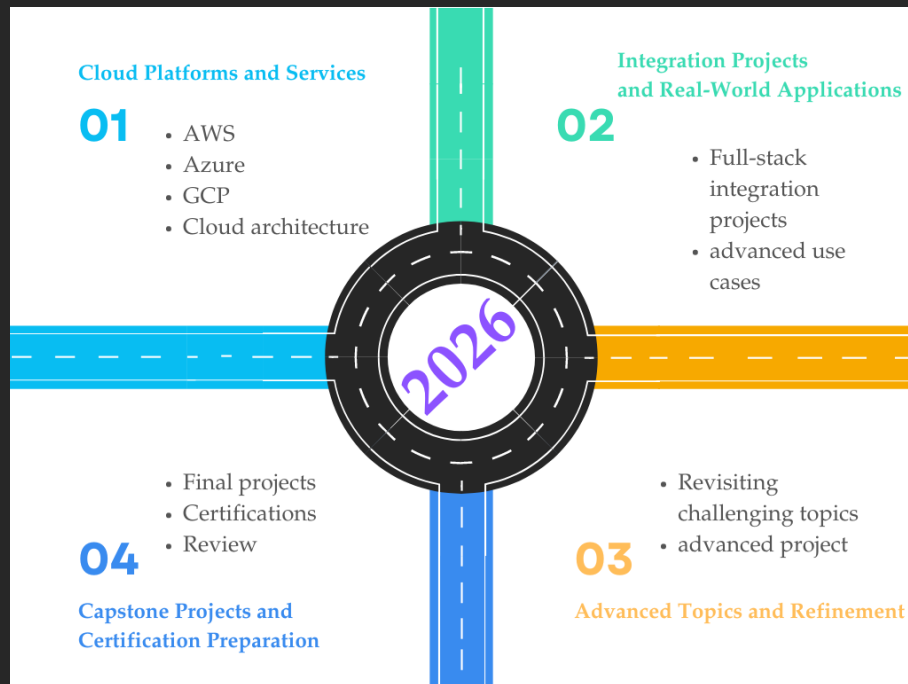 Cloud Platforms and Services
01
• AWS
• Azure
• GCP
• Cloud architecture
Integration Projects
and Real-World Applications
02
• Full-stack
integration
projects
• advanced use
cases
2026
• Final projects
• Certifications
• Review
04
Capstone Projects and
Certification Preparation
• Revisiting
challenging topics
• advanced project
03
Advanced Topics and Refinement